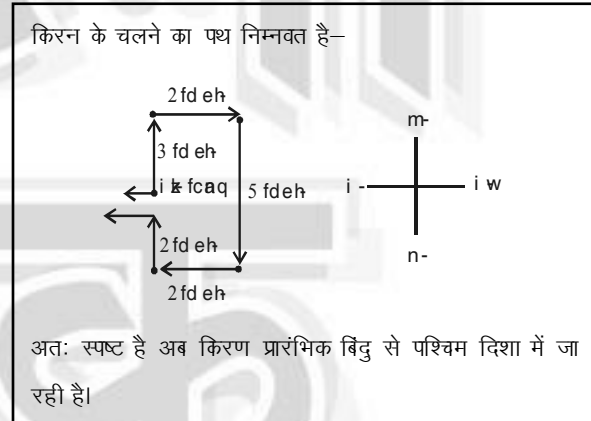 किरन के चलने का पथ निम्नवत है–
2 fd eh-
m-
3 fd eh-
5 fd eh-
i -
i w
2 fd eh-
n-
2 fd eh-
अतः स्पष्ट है अब किरण प्रारंभिक बिंदु से पश्चिम दिशा में जा
रही है।